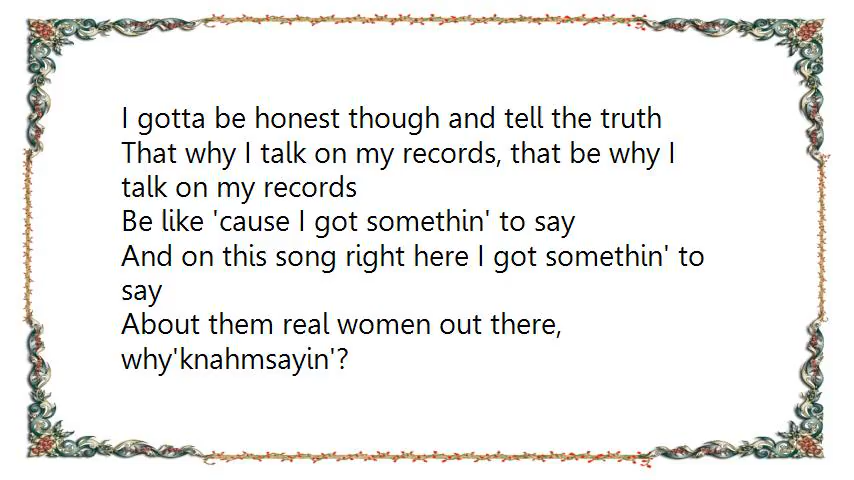 I gotta be honest though and tell the truth
That why I talk on my records, that be why I
talk on my records
Be like 'cause I got somethin' to say
And on this song right here I got somethin' to
say
About them real women out there,
why'knahmsayin'?